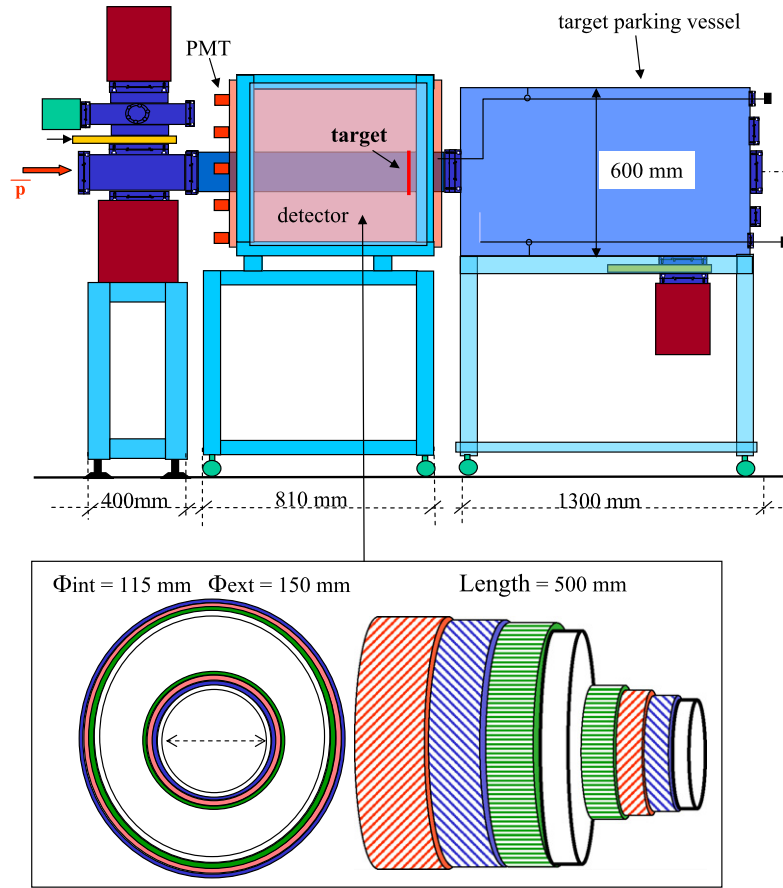 target parking vessel
PMT
target
600 mm
p
detector
400mm
810 mm
1300 mm
Φint = 115 mm Φext = 150 mm
Length = 500 mm